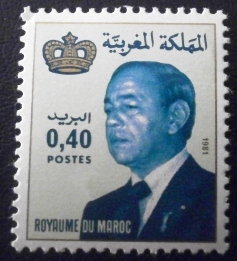 المملكة المغربية
البريد
0,40
POSTES
1981
ROYAUME DU MAROC